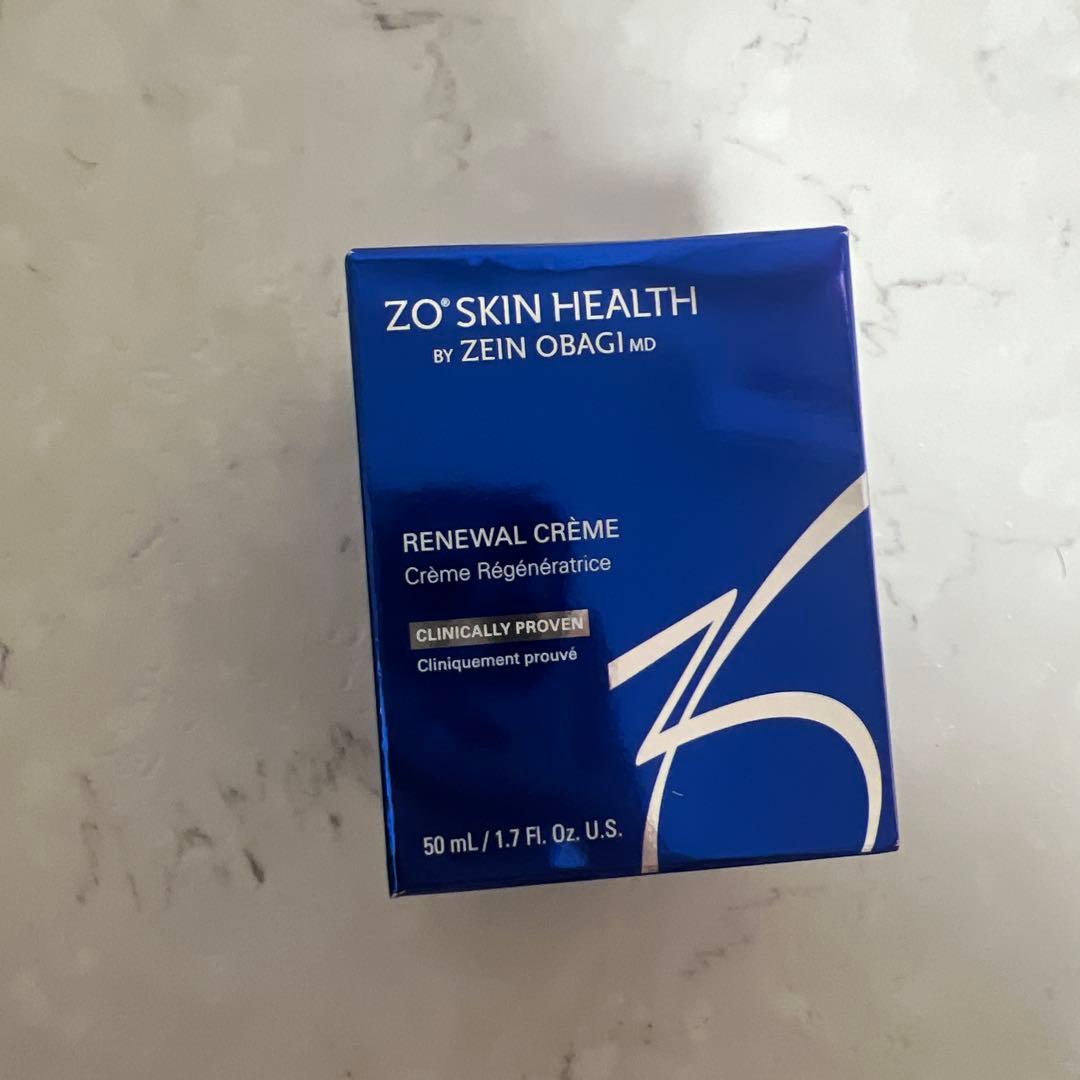 ZO® SKIN HEALTH
BY ZEIN OBAGI MD
RENEWAL CRÈME
Crème Régénératrice
CLINICALLY PROVEN
Cliniquement prouvé
50 mL / 1.7 Fl. Oz. U.S.